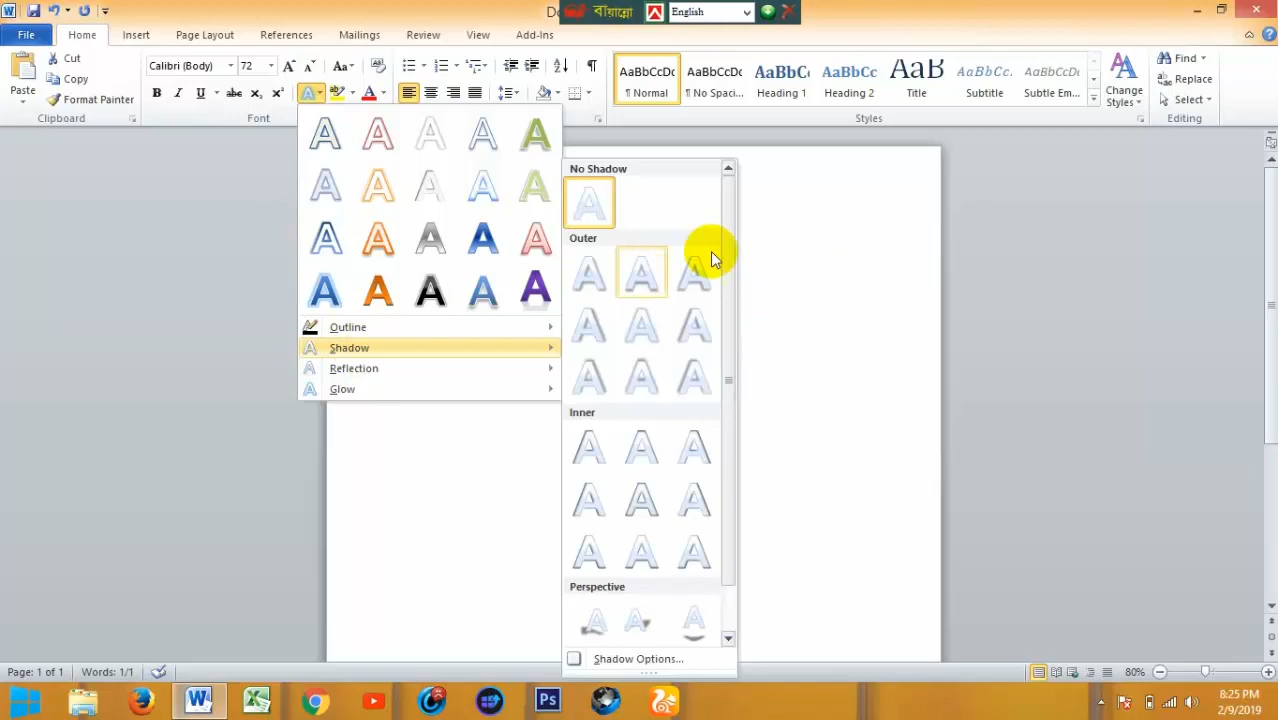 Do
বায়ান্নো
English
File
Home
Insert
Page Layout
References
Mailings
Review
View
Add-Ins
Paste
Cut
Copy
Format Painter
Clipboard
Calibri (Body)
72
Font
AaBbCcDc
¶ Normal
AaBbCcDc
¶ No Spaci...
AaBbCc
Heading 1
AaBbCc
Heading 2
AaB
Title
AaBbCcDc
Subtitle
AaBbCcDc
Subtle Em...
Change
Styles
Styles
Find
Replace
Select
Editing
Outline
Shadow
Reflection
Glow
No Shadow
Outer
Inner
Perspective
Shadow Options...
Page: 1 of 1
Words: 1/1
80%
8:25 PM
2/9/2019